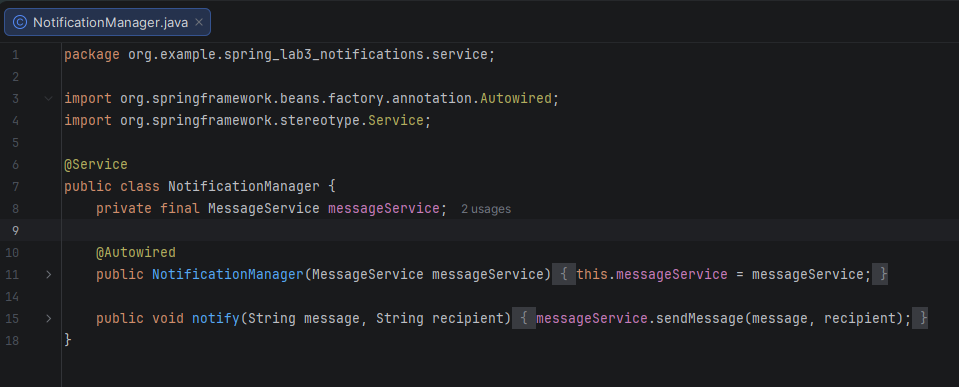 NotificationManager.java
1 package org.example.spring_lab3_notifications.service;
2
3 import org.springframework.beans.factory.annotation.Autowired;
4 import org.springframework.stereotype.Service;
5
6 @Service
7 public class NotificationManager {
8     private final MessageService messageService; 2 usages
9
10     @Autowired
11     public NotificationManager(MessageService messageService) { this.messageService = messageService; }
14
15     public void notify(String message, String recipient) { messageService.sendMessage(message, recipient); }
18 }